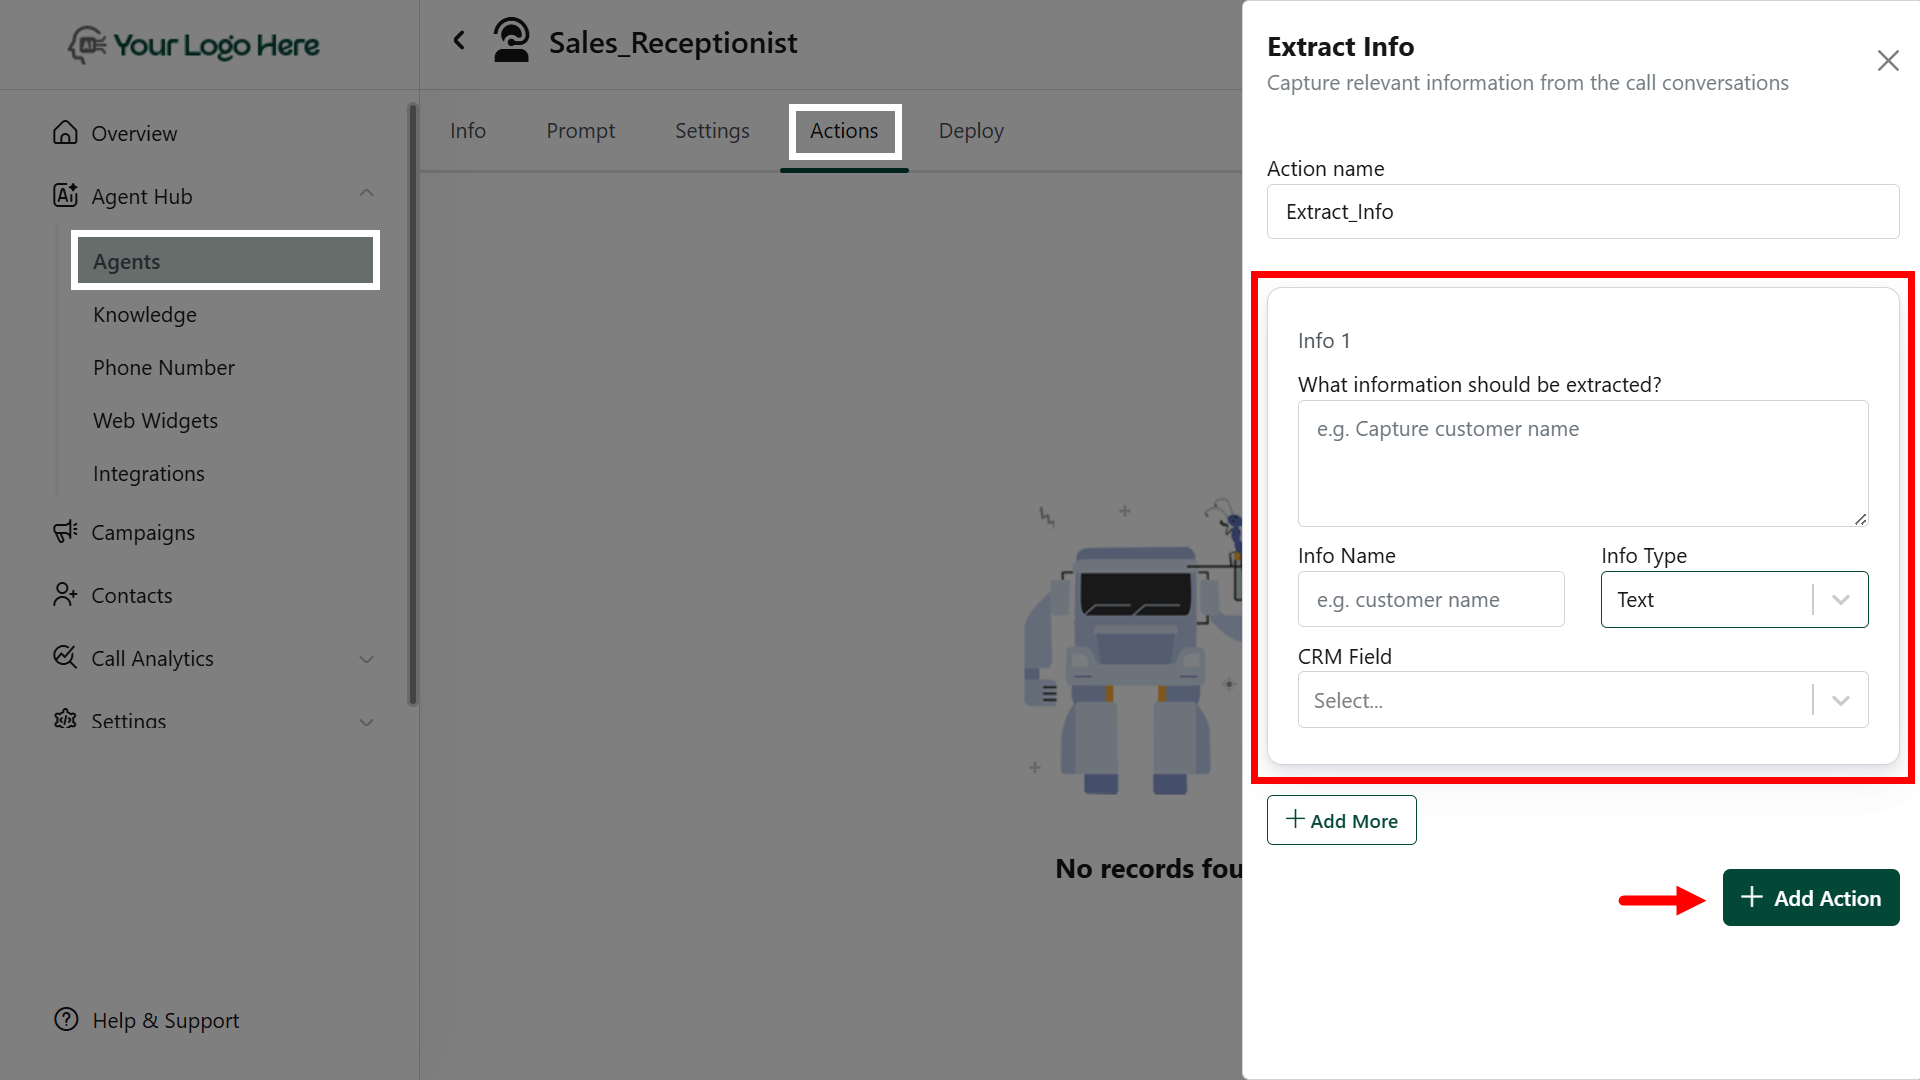 Your Logo Here
Overview
Agent Hub
Agents
Knowledge
Phone Number
Web Widgets
Integrations
Campaigns
Contacts
Call Analytics
Settings
Help & Support
Sales_Receptionist
Info Prompt Settings Actions Deploy
No records fou
Extract Info
Capture relevant information from the call conversations
Action name
Extract_Info
Info 1
What information should be extracted?
e.g. Capture customer name
Info Name Info Type
e.g. customer name Text
CRM Field
Select...
Add More
Add Action